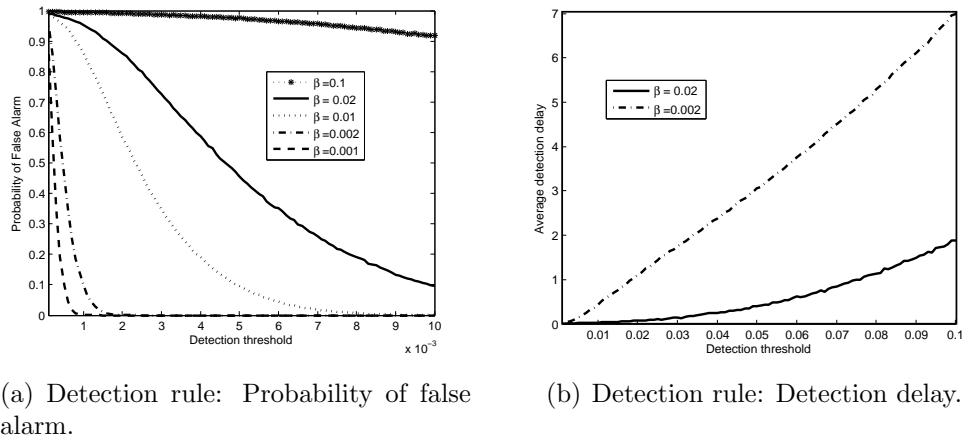 1
0.9
0.8
0.7
0.6
0.5
0.4
0.3
0.2
0.1
0
Probability of False Alarm
β=0.1
β = 0.02
β = 0.01
β =0.002
β =0.001
1 2 3 4 5 6 7 8 9 10
Detection threshold
x 10⁻³
7
6
5
4
3
2
1
0
Average detection delay
β = 0.02
β =0.002
0.01 0.02 0.03 0.04 0.05 0.06 0.07 0.08 0.09 0.1
Detection threshold
(a) Detection rule: Probability of false
alarm.
(b) Detection rule: Detection delay.